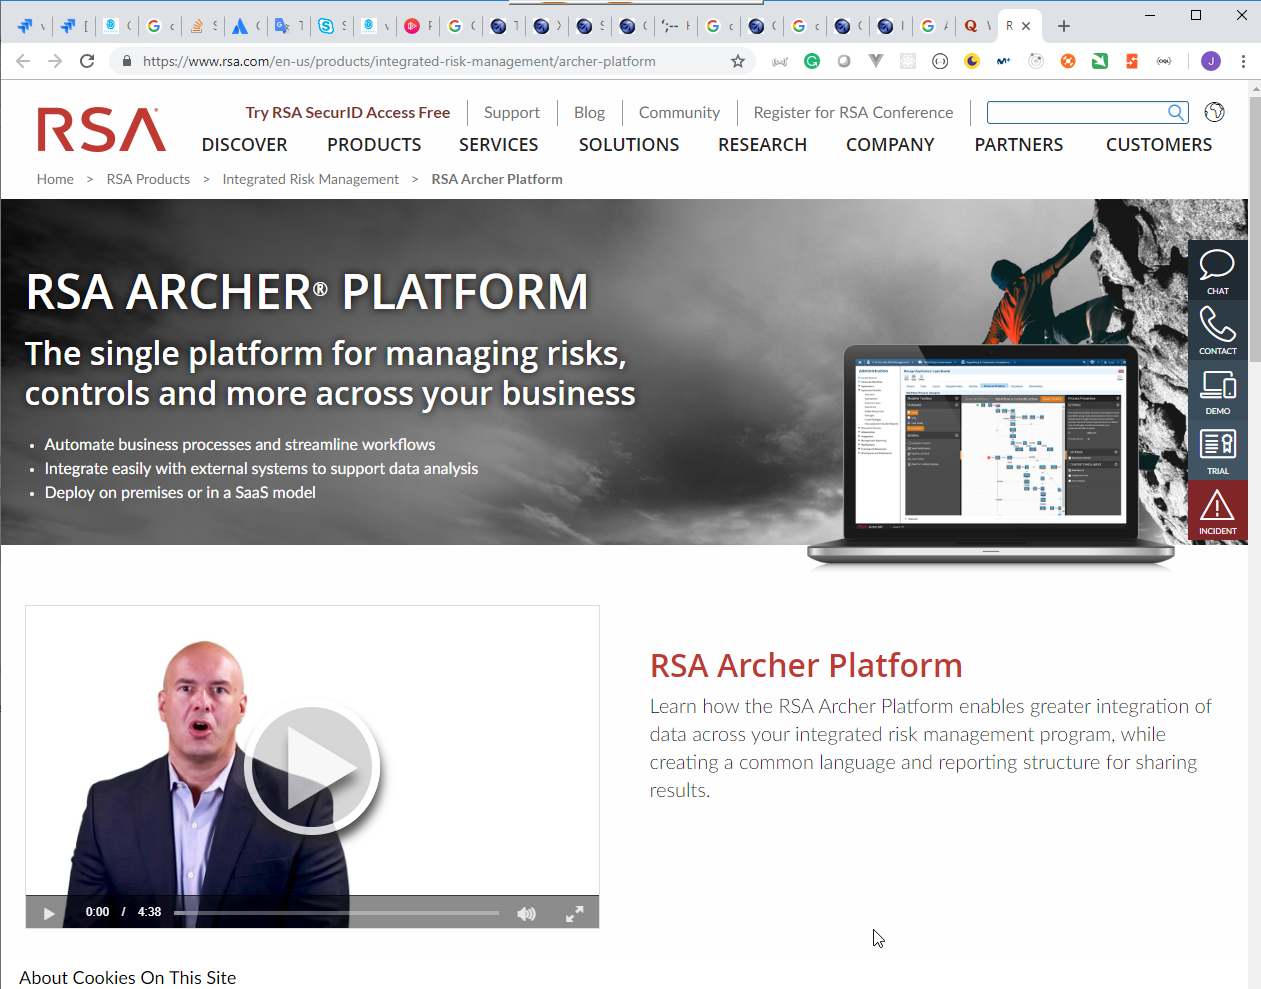 https://www.rsa.com/en-us/products/integrated-risk-management/archer-platform
RSA
Try RSA SecurID Access Free
Support
Blog
Community
Register for RSA Conference
DISCOVER
PRODUCTS
SERVICES
SOLUTIONS
RESEARCH
COMPANY
PARTNERS
CUSTOMERS
Home > RSA Products > Integrated Risk Management > RSA Archer Platform
RSA ARCHER® PLATFORM
The single platform for managing risks,
controls and more across your business
• Automate business processes and streamline workflows
• Integrate easily with external systems to support data analysis
• Deploy on premises or in a SaaS model
CHAT
CONTACT
DEMO
TRIAL
INCIDENT
Administration
RSA Archer Platform
Learn how the RSA Archer Platform enables greater integration of
data across your integrated risk management program, while
creating a common language and reporting structure for sharing
results.
0:00 / 4:38
About Cookies On This Site